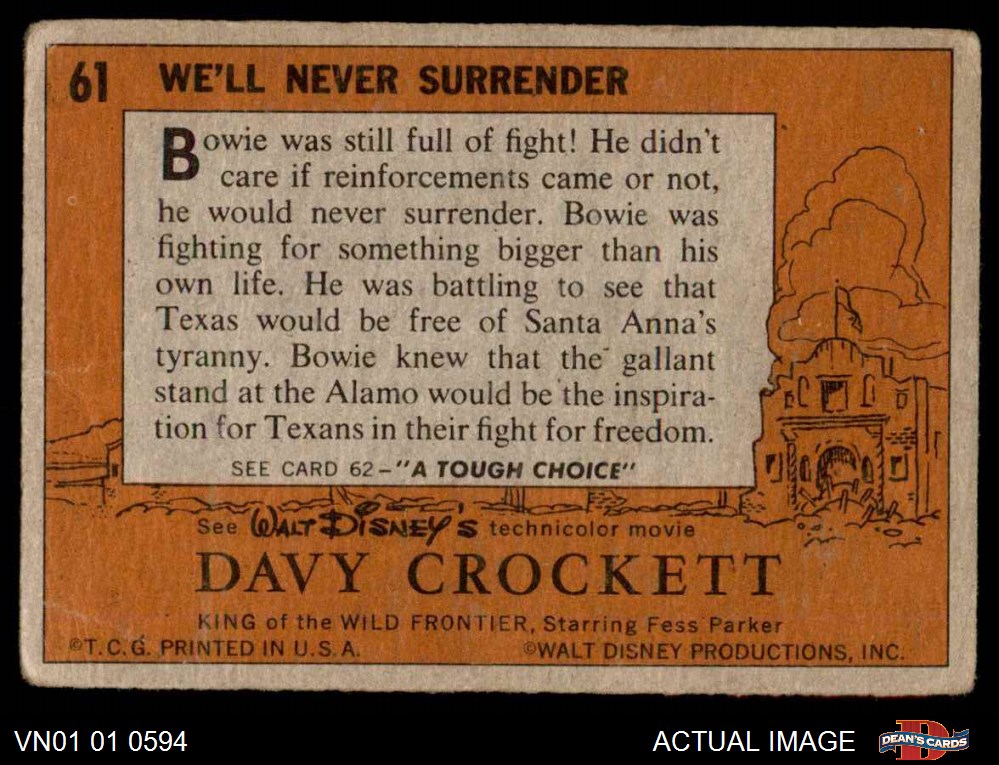 61 WE'LL NEVER SURRENDER
Bowie was still full of fight! He didn't
care if reinforcements came or not,
he would never surrender. Bowie was
fighting for something bigger than his
own life. He was battling to see that
Texas would be free of Santa Anna's
tyranny. Bowie knew that the gallant
stand at the Alamo would be the inspira-
tion for Texans in their fight for freedom.
SEE CARD 62-"A TOUGH CHOICE"
See WALT DISNEY'S technicolor movie
DAVY CROCKETT
KING of the WILD FRONTIER, Starring Fess Parker
©T.C.G. PRINTED IN U.S.A. ©WALT DISNEY PRODUCTIONS, INC.
VN01 01 0594 ACTUAL IMAGE D DEAN'S CARDS